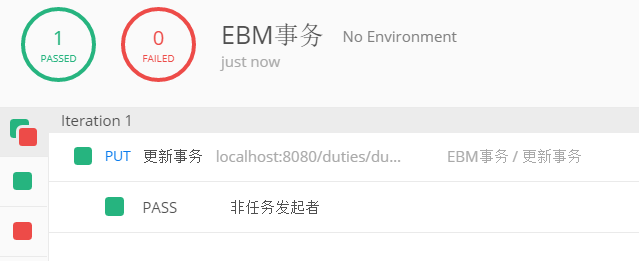 1
PASSED
0
FAILED
EBM事务 No Environment
just now
Iteration 1
PUT 更新事务 localhost:8080/duties/du... EBM事务 / 更新事务
PASS 非任务发起者